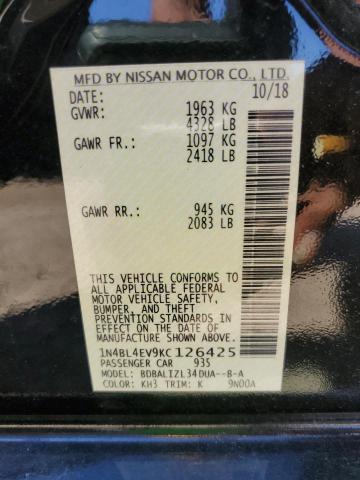 MFD BY NISSAN MOTOR CO., LTD.
DATE: 10/18
GVWR: 1963 KG
4328 LB
GAWR FR.: 1097 KG
2418 LB
GAWR RR.: 945 KG
2083 LB
THIS VEHICLE CONFORMS TO
ALL APPLICABLE FEDERAL
MOTOR VEHICLE SAFETY,
BUMPER, AND THEFT
PREVENTION STANDARDS
IN EFFECT ON THE DATE OF
MANUFACTURE SHOWN ABOVE.
1N4BL4EV9KC126425
PASSENGER CAR 935
MODEL: BDBALIZL34DUA--B-A
COLOR: KH3 TRIM: K 9N00A